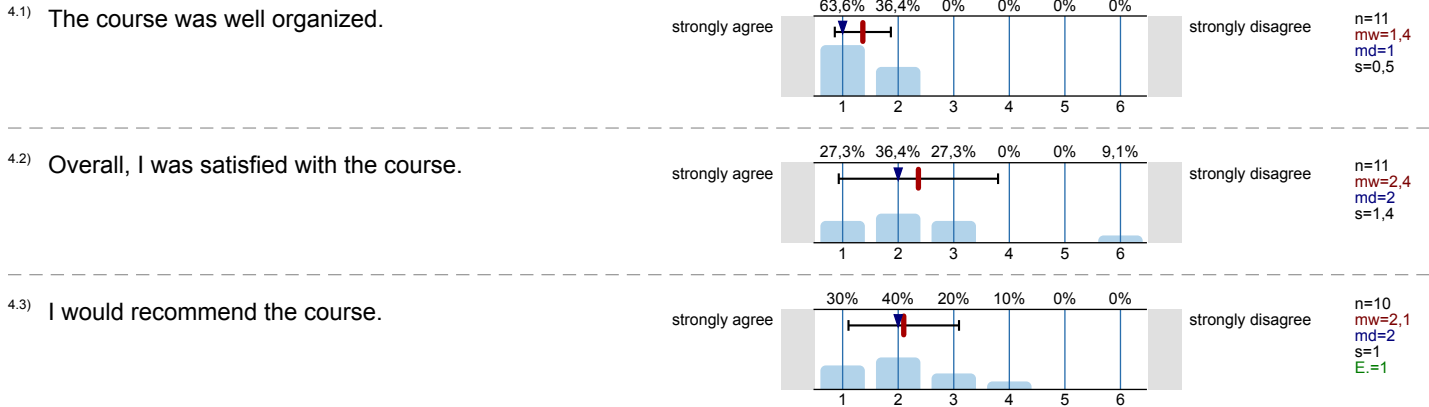 4.1) The course was well organized.
strongly agree
63,6% 36,4% 0% 0% 0% 0%
1 2 3 4 5 6
strongly disagree
n=11
mw=1,4
md=1
s=0,5
4.2) Overall, I was satisfied with the course.
strongly agree
27,3% 36,4% 27,3% 0% 0% 9,1%
1 2 3 4 5 6
strongly disagree
n=11
mw=2,4
md=2
s=1,4
4.3) I would recommend the course.
strongly agree
30% 40% 20% 10% 0% 0%
1 2 3 4 5 6
strongly disagree
n=10
mw=2,1
md=2
s=1
E.=1